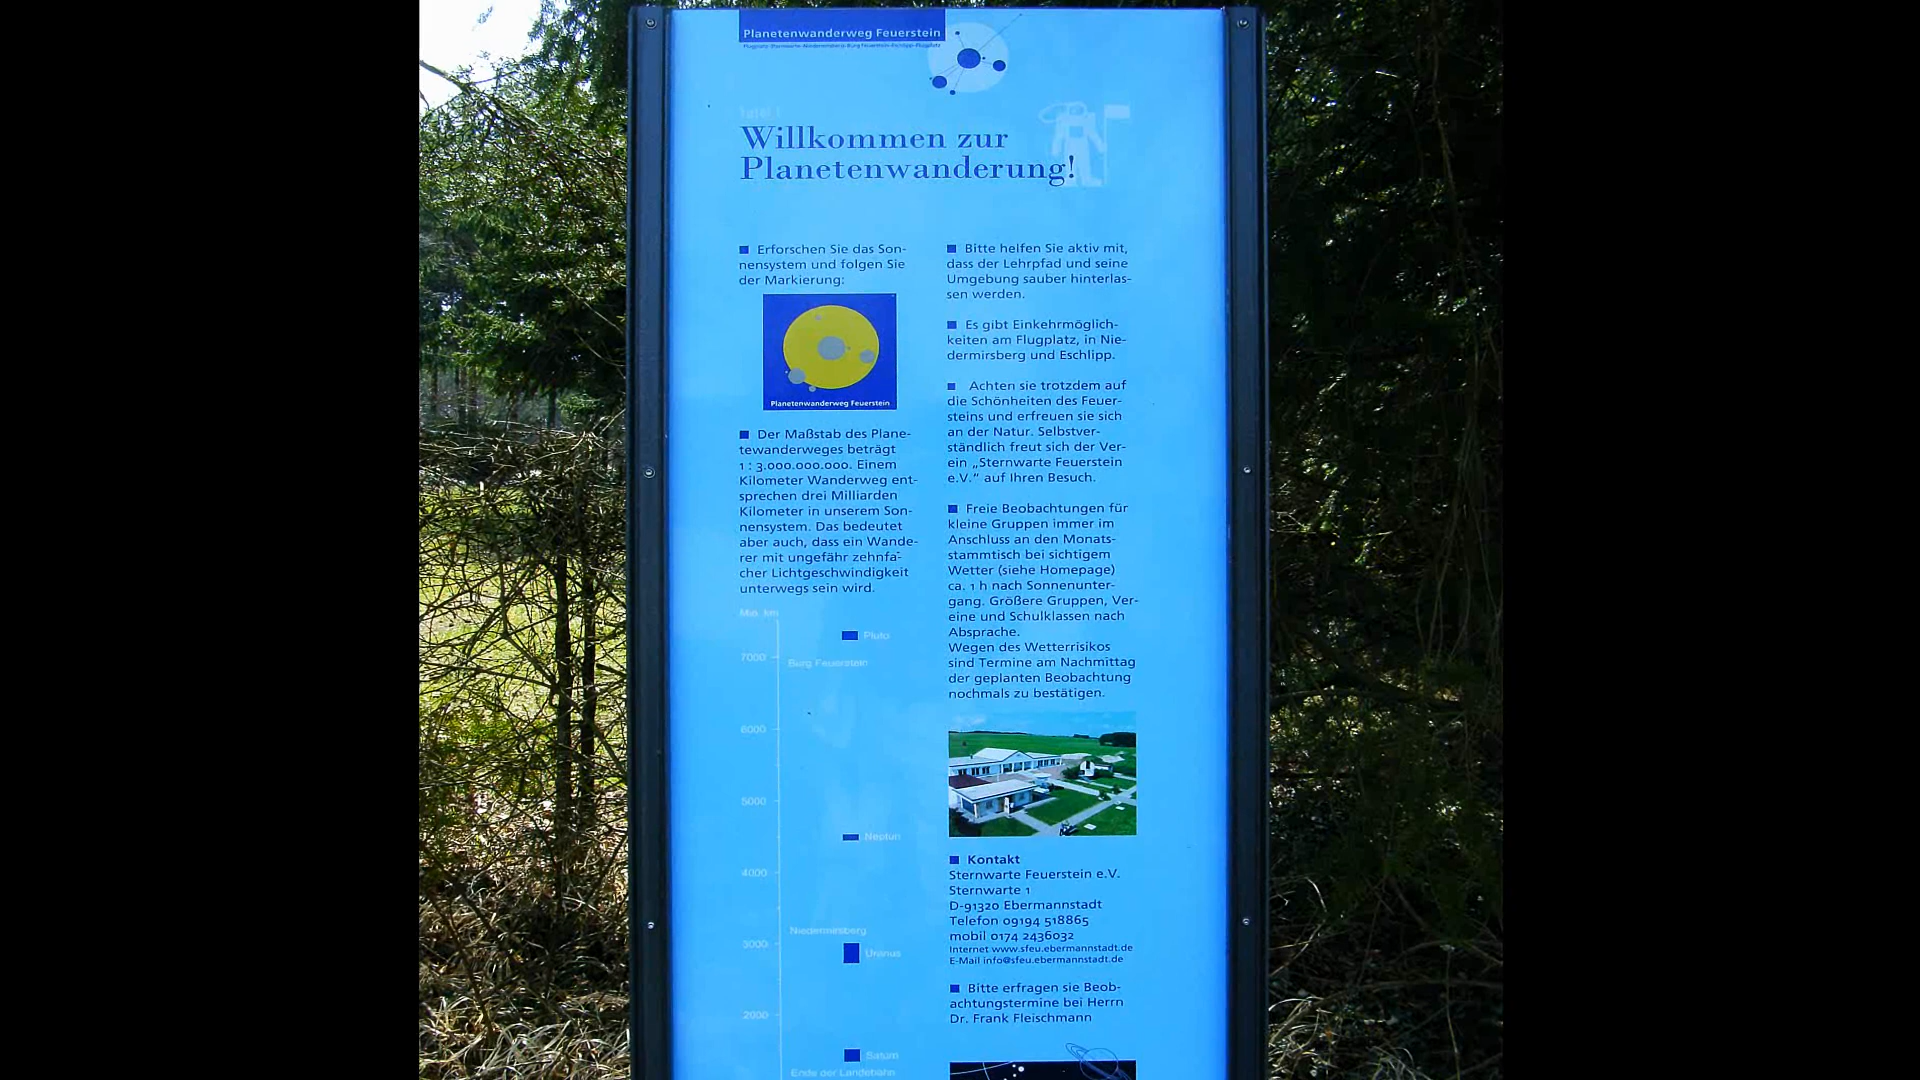 Planetenwanderweg Feuerstein
Flugplatz-Sternwarte-Niedermirsberg-Burg Feuerstein-Eschlipp-Flugplatz
Tafel 1
Willkommen zur
Planetenwanderung!
■ Erforschen Sie das Son-
nensystem und folgen Sie
der Markierung:
Planetenwanderweg Feuerstein
■ Der Maßstab des Plane-
tewanderweges beträgt
1 : 3.000.000.000. Einem
Kilometer Wanderweg ent-
sprechen drei Milliarden
Kilometer in unserem Son-
nensystem. Das bedeutet
aber auch, dass ein Wande-
rer mit ungefähr zehnfa-
cher Lichtgeschwindigkeit
unterwegs sein wird.
Mio. km
Pluto
7000
Burg Feuerstein
6000
5000
Neptun
4000
Niedermirsberg
3000
Uranus
2000
Saturn
Ende der Landebahn
■ Bitte helfen Sie aktiv mit,
dass der Lehrpfad und seine
Umgebung sauber hinterlas-
sen werden.
■ Es gibt Einkehrmöglich-
keiten am Flugplatz, in Nie-
dermirsberg und Eschlipp.
■ Achten sie trotzdem auf
die Schönheiten des Feuer-
steins und erfreuen sie sich
an der Natur. Selbstver-
ständlich freut sich der Ver-
ein „Sternwarte Feuerstein
e.V.“ auf Ihren Besuch.
■ Freie Beobachtungen für
kleine Gruppen immer im
Anschluss an den Monats-
stammtisch bei sichtigem
Wetter (siehe Homepage)
ca. 1 h nach Sonnenunter-
gang. Größere Gruppen, Ver-
eine und Schulklassen nach
Absprache.
Wegen des Wetterrisikos
sind Termine am Nachmittag
der geplanten Beobachtung
nochmals zu bestätigen.
■ Kontakt
Sternwarte Feuerstein e.V.
Sternwarte 1
D-91320 Ebermannstadt
Telefon 09194 518865
mobil 0174 2436032
Internet www.sfeu.ebermannstadt.de
E-Mail info@sfeu.ebermannstadt.de
■ Bitte erfragen sie Beob-
achtungstermine bei Herrn
Dr. Frank Fleischmann